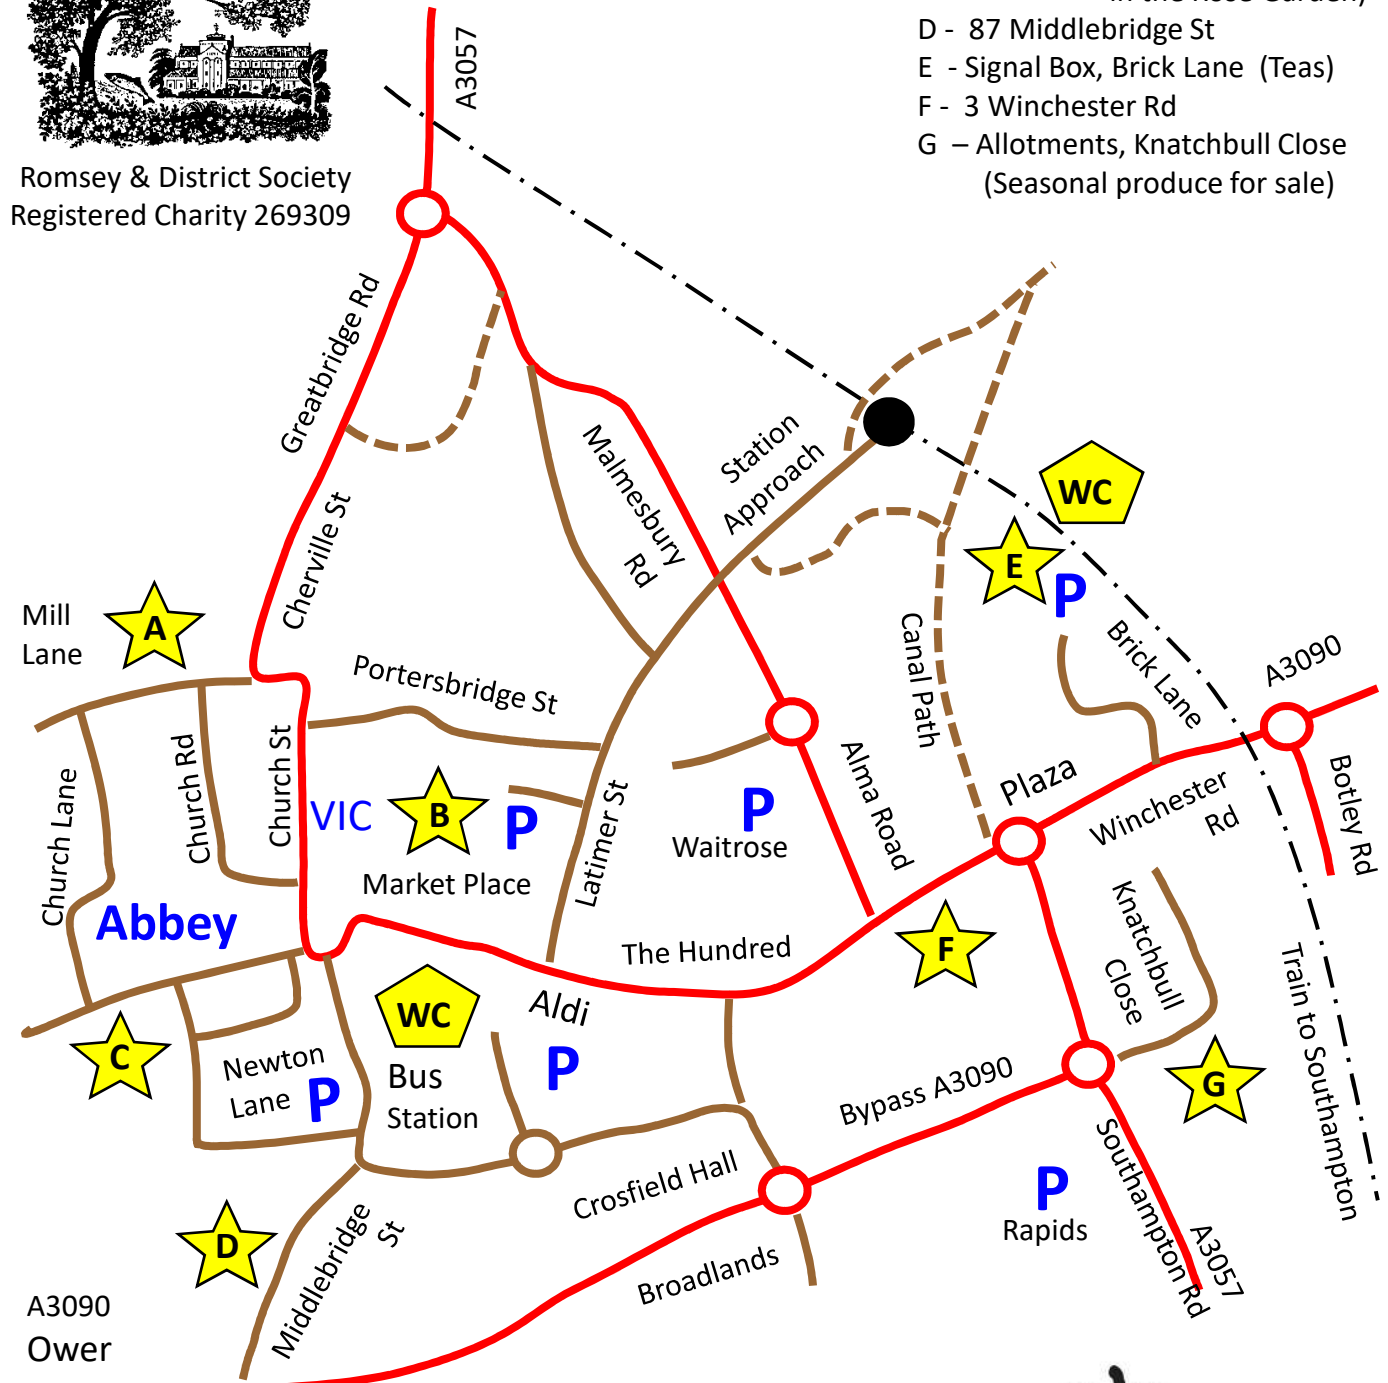 in the Rose Garden)
D - 87 Middlebridge St
E - Signal Box, Brick Lane (Teas)
F - 3 Winchester Rd
G – Allotments, Knatchbull Close
(Seasonal produce for sale)
Romsey & District Society
Registered Charity 269309
A3057
Greatbridge Rd
Station
Approach
Malmesbury
Rd
WC
E
P
Cherville St
Mill
Lane
A
Canal Path
Brick Lane
A3090
Portersbridge St
Church Lane
Church Rd
Church St
VIC
B
P
Market Place
Latimer St
P
Waitrose
Alma Road
Plaza
Winchester
Rd
Botley Rd
Abbey
The Hundred
F
Knatchbull
Close
Train to Southampton
WC
Aldi
P
C
Newton
Lane
P
Bus
Station
Bypass A3090
G
Crosfield Hall
P
Rapids
Southampton Rd
A3057
D
Middlebridge
St
Broadlands
A3090
Ower